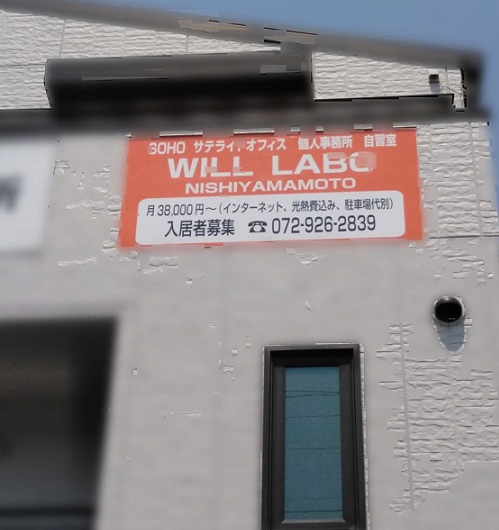 SOHO サテライトオフィス 個人事務所 自習室
WILL LABO
NISHIYAMAMOTO
月38,000円~(インターネット、光熱費込み、駐車場代別)
入居者募集 ☎ 072-926-2839